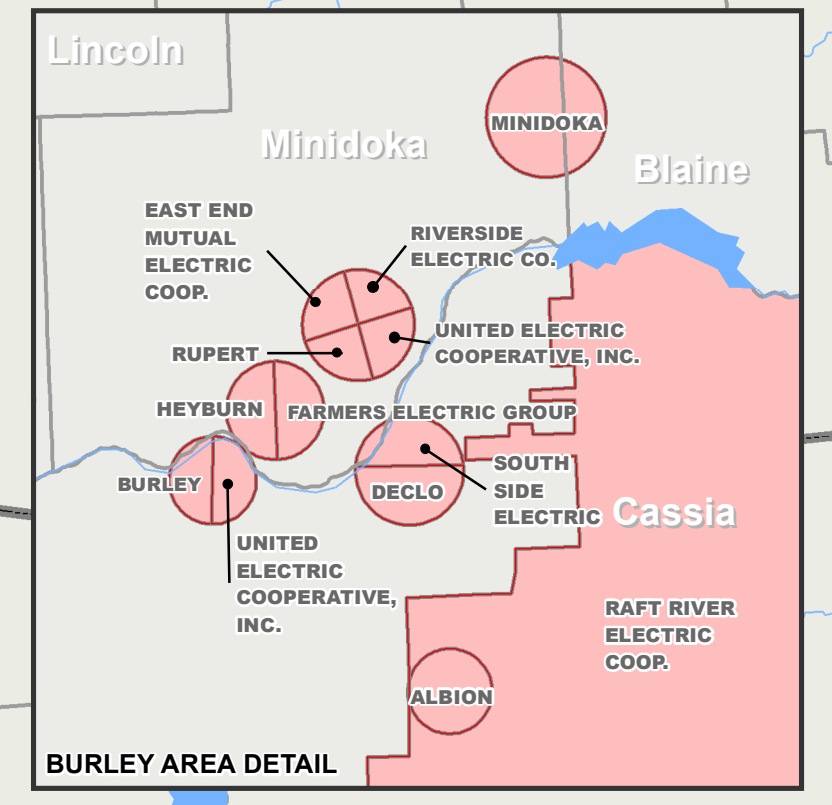 Lincoln
MINIDOKA
Minidoka
Blaine
EAST END
MUTUAL
ELECTRIC
COOP.
RIVERSIDE
ELECTRIC CO.
UNITED ELECTRIC
COOPERATIVE, INC.
RUPERT
HEYBURN
FARMERS ELECTRIC GROUP
BURLEY
DECLO
SOUTH
SIDE
ELECTRIC
Cassia
UNITED
ELECTRIC
COOPERATIVE,
INC.
RAFT RIVER
ELECTRIC
COOP.
ALBION
BURLEY AREA DETAIL